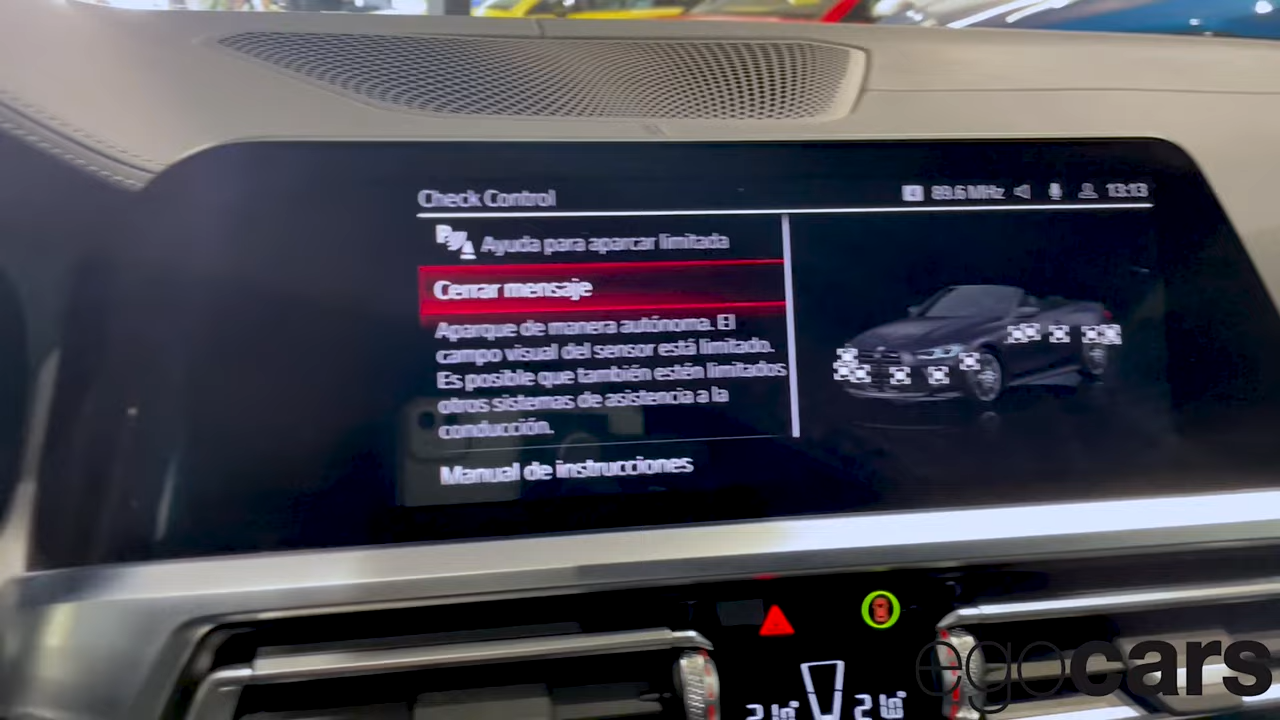 Check Control
89.6 MHz
13:13
Ayuda para aparcar limitada
Cerrar mensaje
Aparque de manera autónoma. El
campo visual del sensor está limitado.
Es posible que también estén limitados
otros sistemas de asistencia a la
conducción.
Manual de instrucciones
egocars